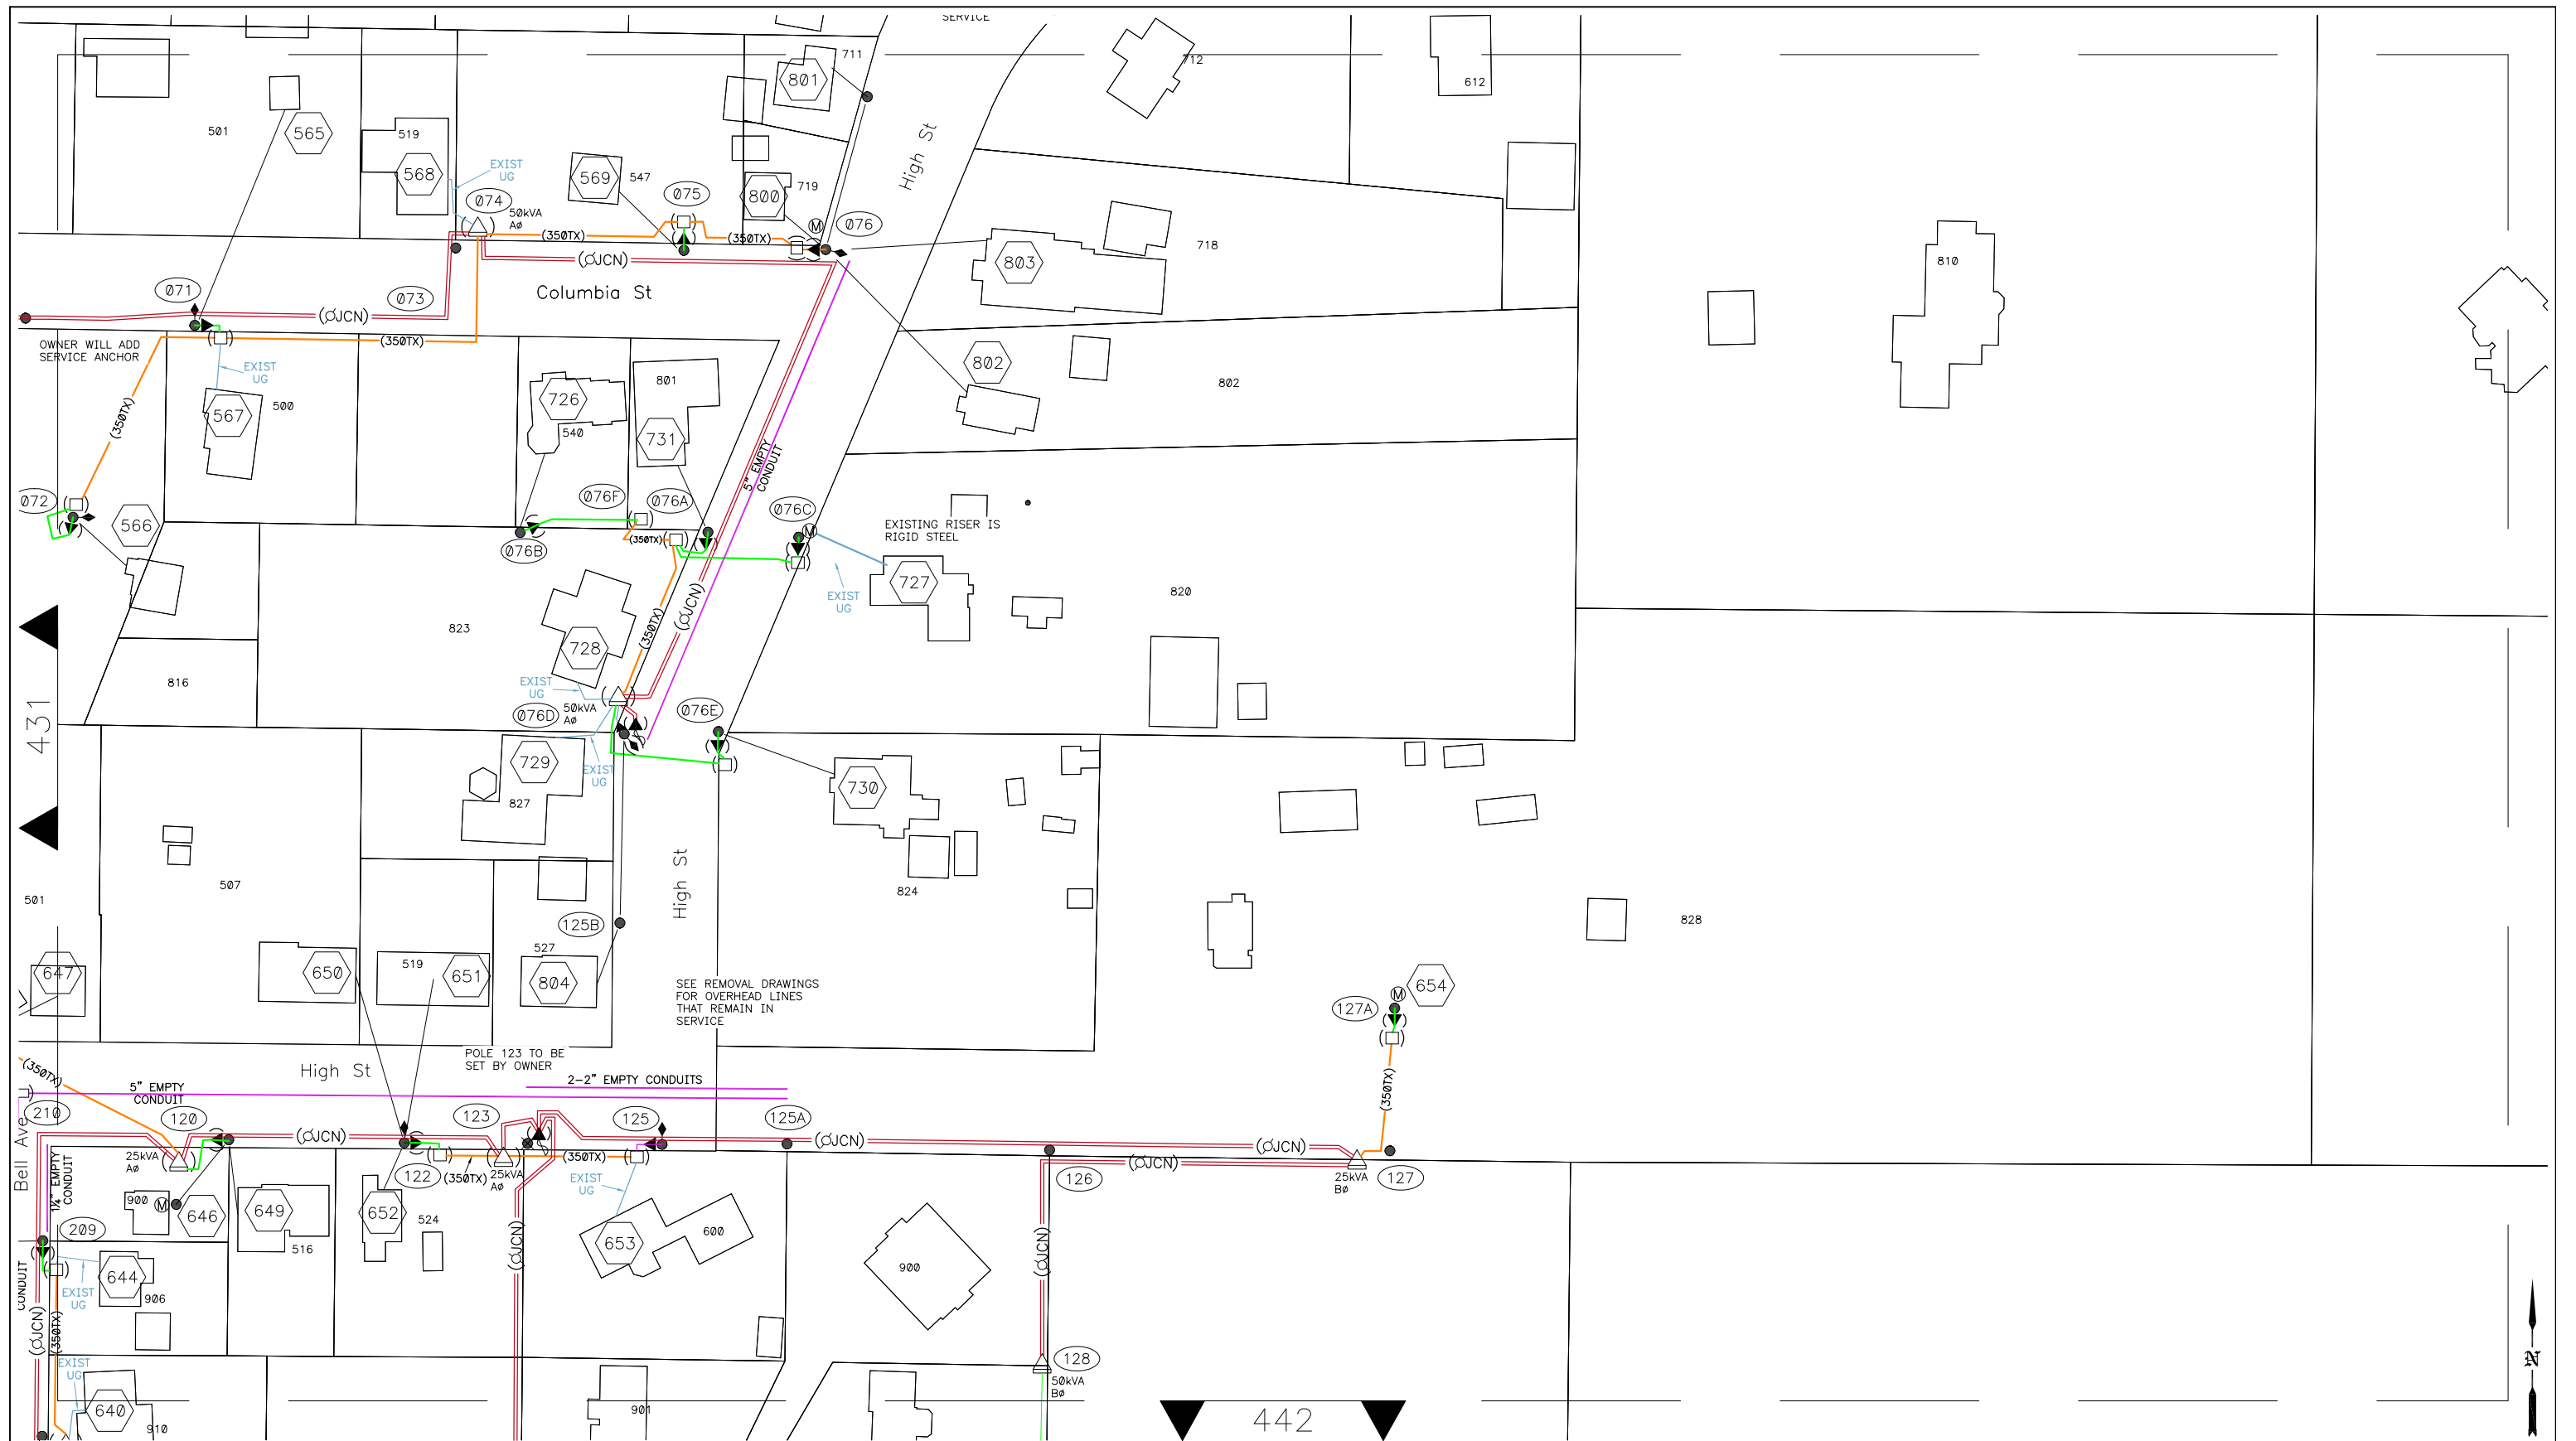 SERVICE
711
801
712
612
501
565
519
568
EXIST
UG
569
547
075
800
719
074
50kVA
AØ
(350TX)
(350TX)
M
076
High St
803
718
810
(ØJCN)
Columbia St
071
073
(ØJCN)
OWNER WILL ADD
SERVICE ANCHOR
(350TX)
EXIST
UG
567
500
(350TX)
726
540
801
731
802
802
5" EMPTY
CONDUIT
072
566
076F
076A
076C
M
(350TX)
076B
EXISTING RISER IS
RIGID STEEL
727
EXIST
UG
820
823
728
(350TX)
(ØJCN)
816
EXIST
UG
076D
50kVA
AØ
076E
431
729
EXIST
UG
827
730
507
501
824
828
High St
125B
527
647
650
519
651
804
SEE REMOVAL DRAWINGS
FOR OVERHEAD LINES
THAT REMAIN IN
SERVICE
M
654
127A
POLE 123 TO BE
SET BY OWNER
High St
(350TX)
5" EMPTY
CONDUIT
2-2" EMPTY CONDUITS
(350TX)
210
120
123
125
125A
(ØJCN)
(ØJCN)
(ØJCN)
Bell Ave
25kVA
AØ
1¼" EMPTY
CONDUIT
122
(350TX)
25kVA
AØ
(350TX)
EXIST
UG
126
(ØJCN)
25kVA
BØ
127
900
M
646
649
516
652
524
653
600
209
(ØJCN)
(ØJCN)
900
644
906
EXIST
UG
CONDUIT
(ØJCN)
(350TX)
EXIST
UG
128
50kVA
BØ
640
910
901
442
N